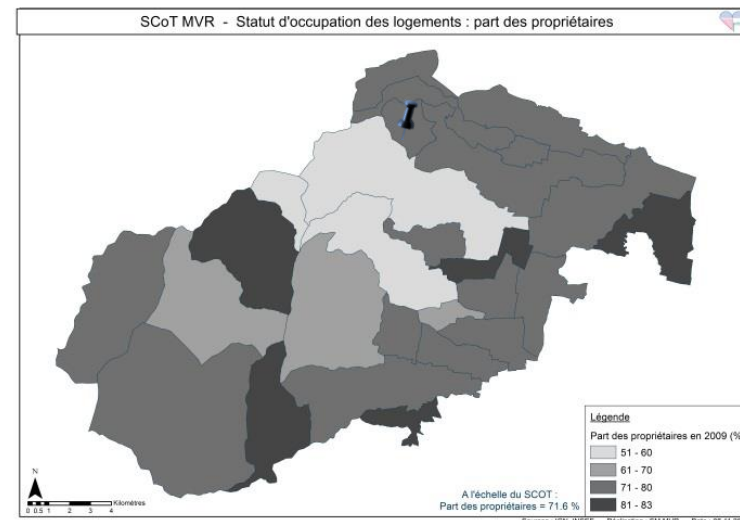 SCoT MVR - Statut d'occupation des logements : part des propriétaires
Légende
Part des propriétaires en 2009 (%
51 - 60
61 - 70
71 - 80
81 - 83
N
0 0.5 1 2 3 4 Kilomètres
A l'échelle du SCOT :
Part des propriétaires = 71.6 %